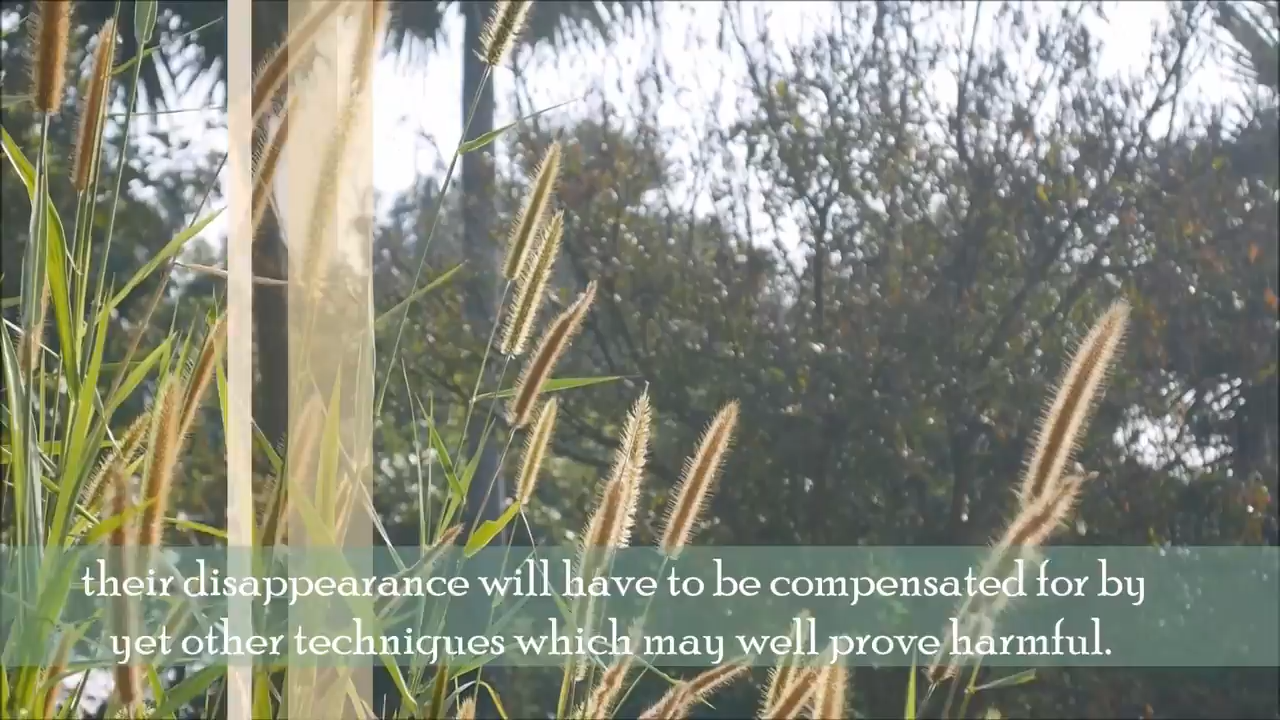 their disappearance will have to be compensated for by
yet other techniques which may well prove harmful.